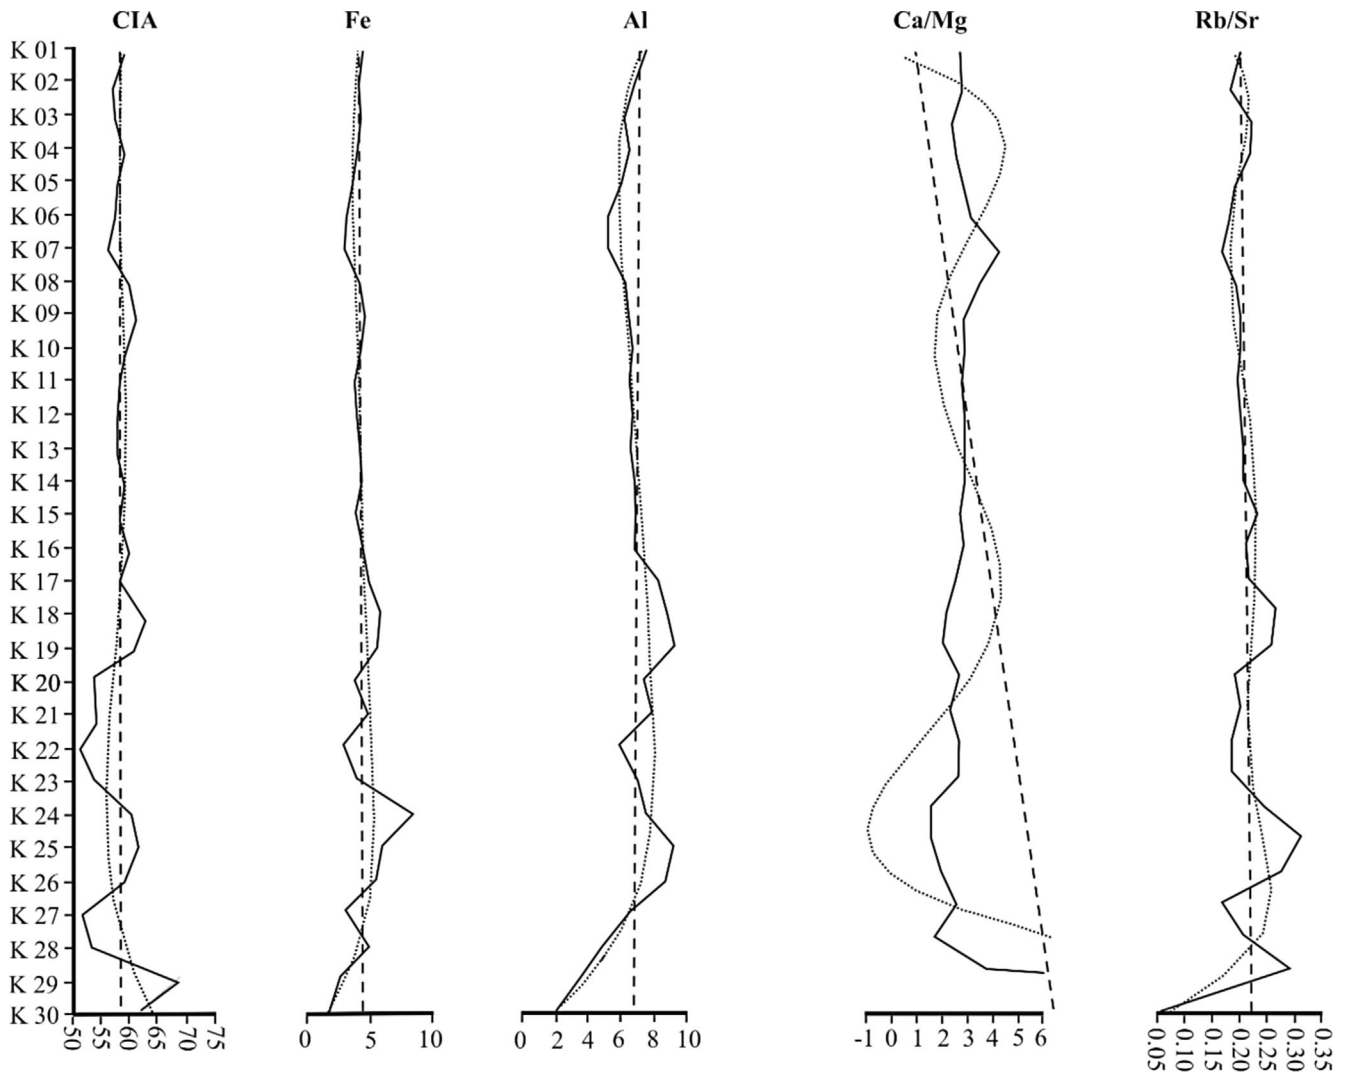 CIA Fe Al Ca/Mg Rb/Sr
K 01
K 02
K 03
K 04
K 05
K 06
K 07
K 08
K 09
K 10
K 11
K 12
K 13
K 14
K 15
K 16
K 17
K 18
K 19
K 20
K 21
K 22
K 23
K 24
K 25
K 26
K 27
K 28
K 29
K 30
50 55 60 65 70 75
0 5 10
0 2 4 6 8 10
-1 0 1 2 3 4 5 6
0.05 0.10 0.15 0.20 0.25 0.30 0.35